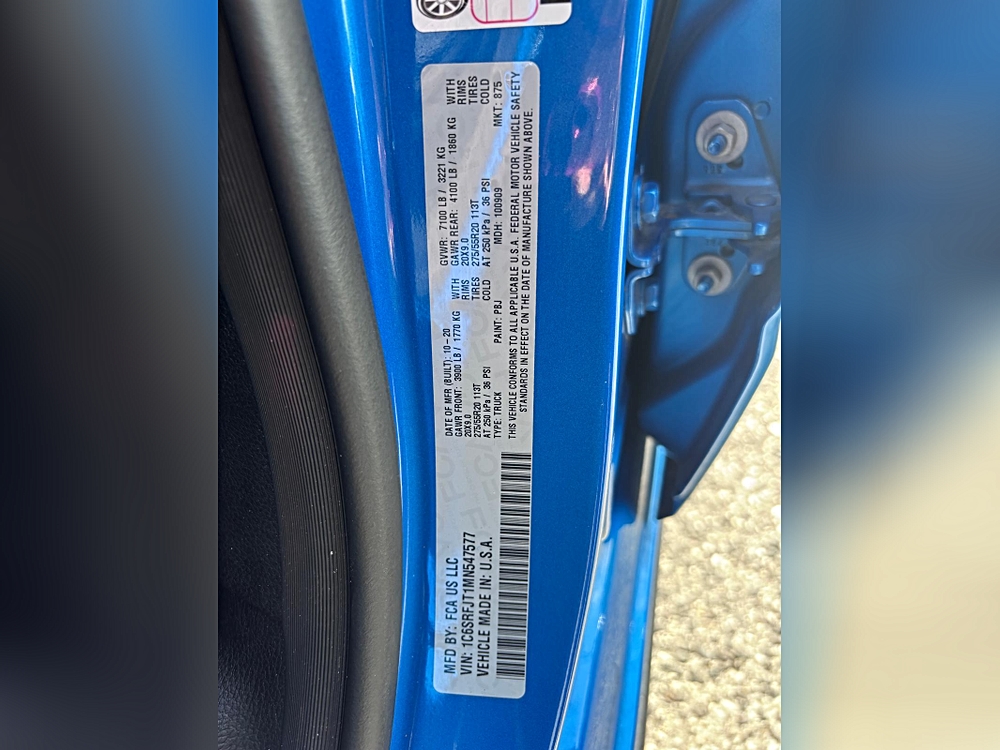 MFD BY: FCA US LLC
VIN: 1C6SRFJT1MN547577
VEHICLE MADE IN: U.S.A.
DATE OF MFR (BUILT): 10-20
GVWR: 7100 LB / 3221 KG
GAWR FRONT: 3900 LB / 1770 KG WITH
GAWR REAR: 4100 LB / 1860 KG WITH
20X9.0 RIMS
20X9.0 RIMS
275/55R20 113T TIRES
275/55R20 113T TIRES
AT 250 kPa / 36 PSI COLD
AT 250 kPa / 36 PSI COLD
TYPE: TRUCK PAINT: PBJ MDH: 100909 MKT: 875
THIS VEHICLE CONFORMS TO ALL APPLICABLE U.S.A. FEDERAL MOTOR VEHICLE SAFETY
STANDARDS IN EFFECT ON THE DATE OF MANUFACTURE SHOWN ABOVE.